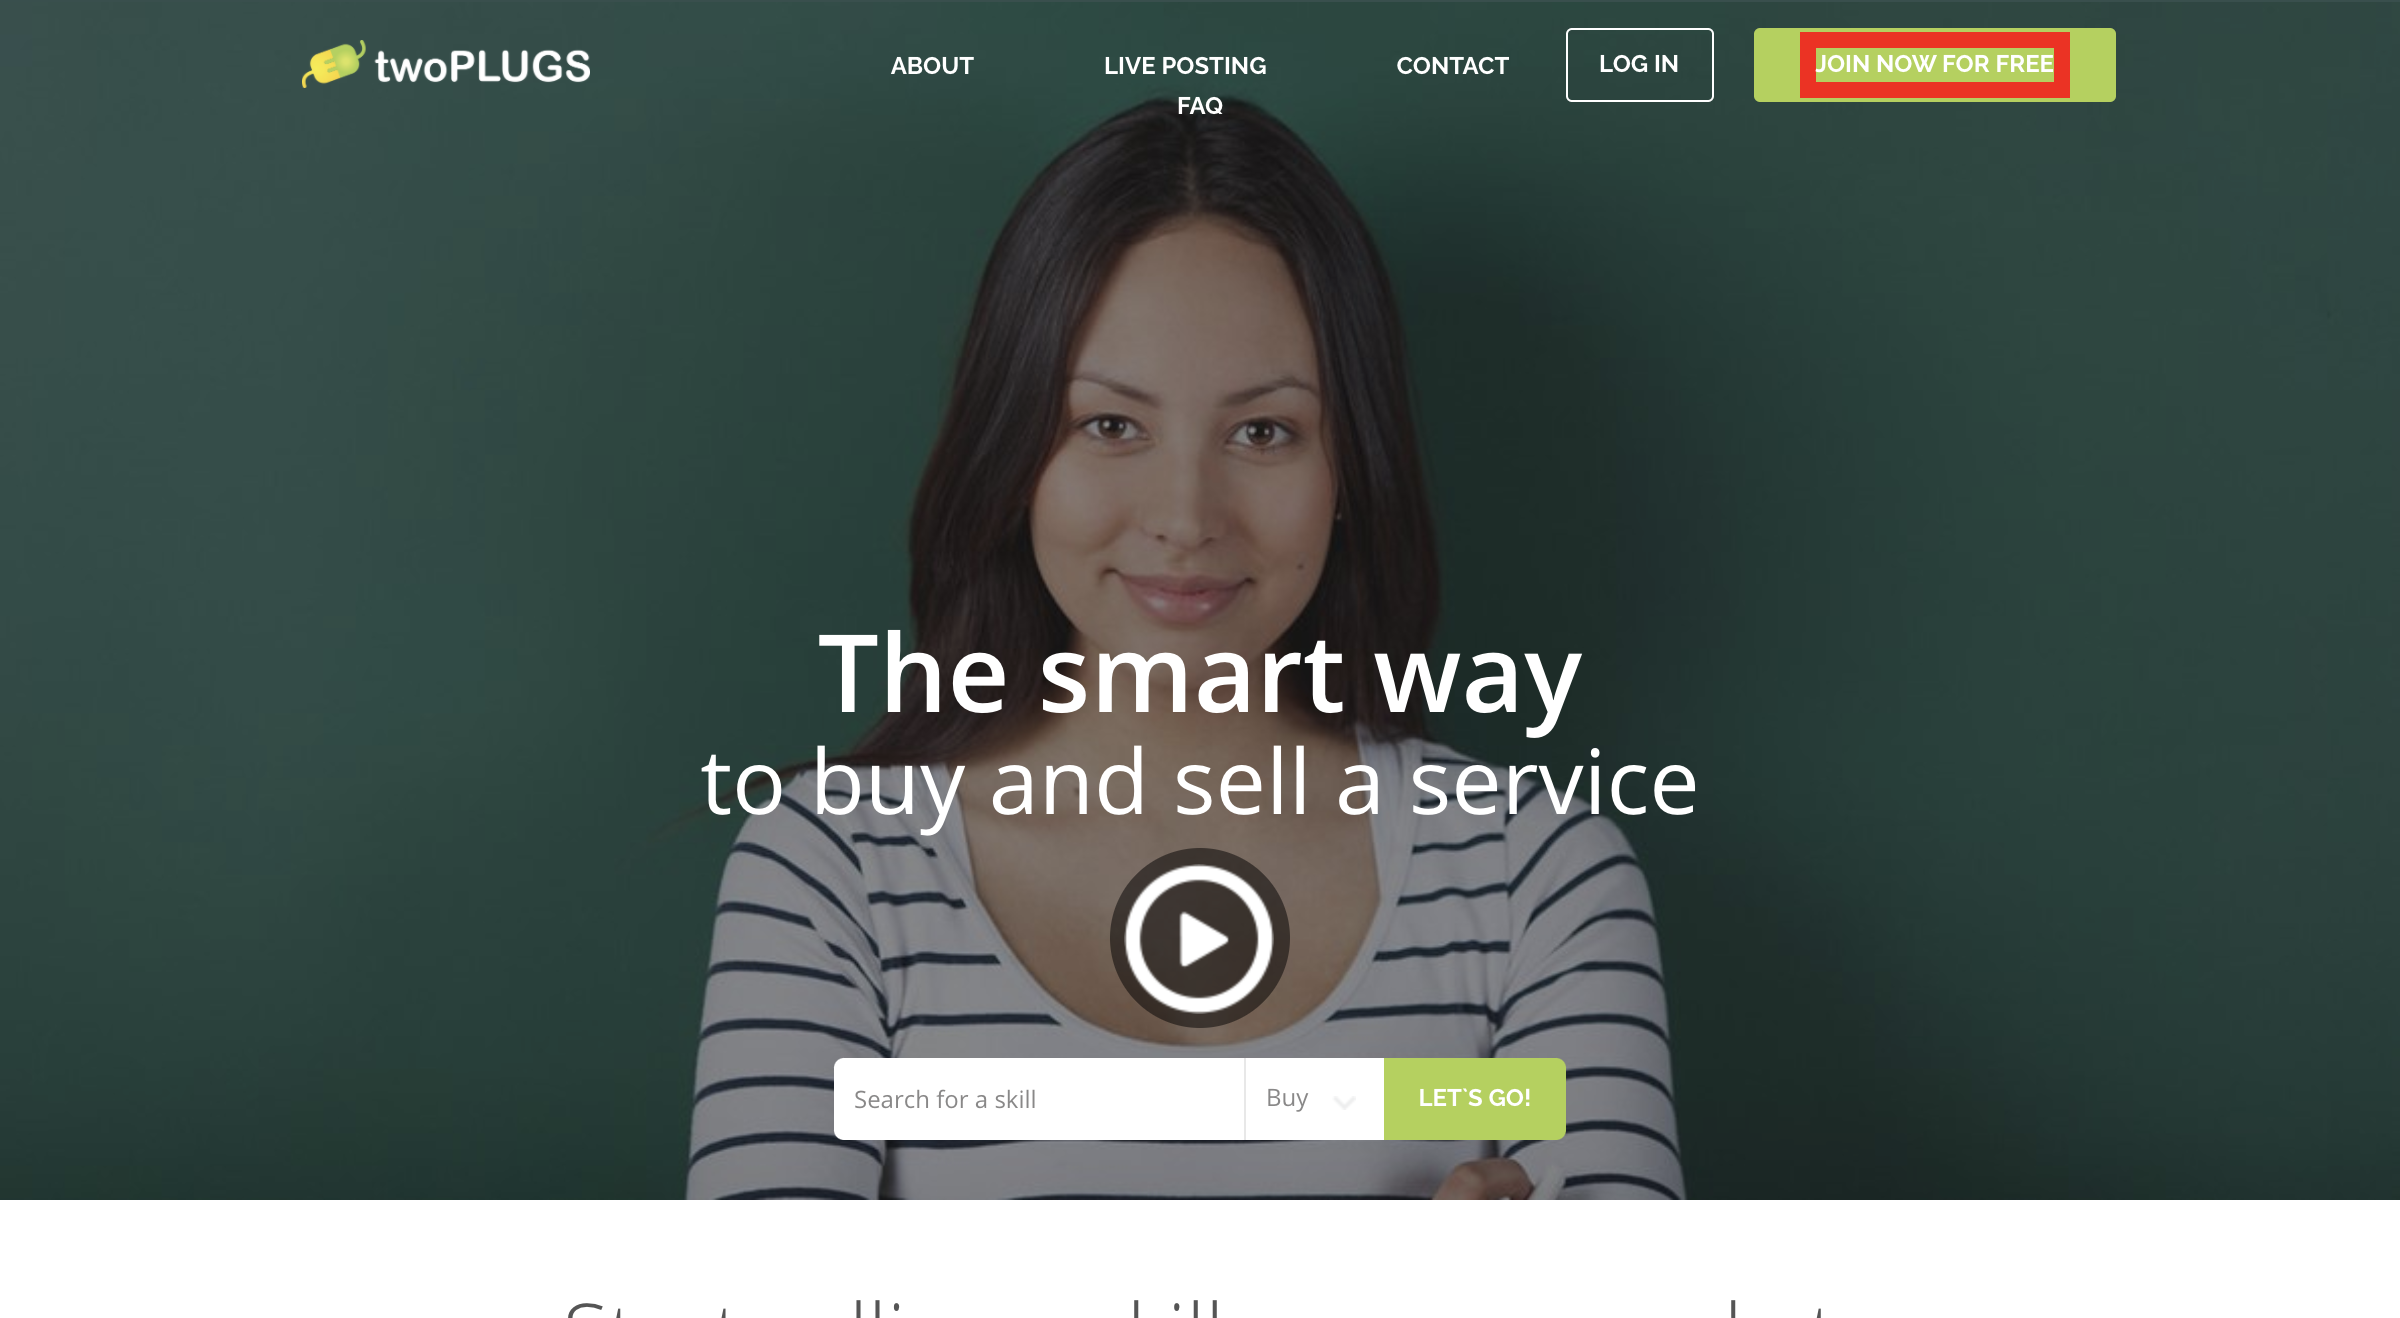 twoPLUGS
ABOUT
LIVE POSTING
CONTACT
LOG IN
JOIN NOW FOR FREE
FAQ
The smart way
to buy and sell a service
Search for a skill
Buy
LET`S GO!